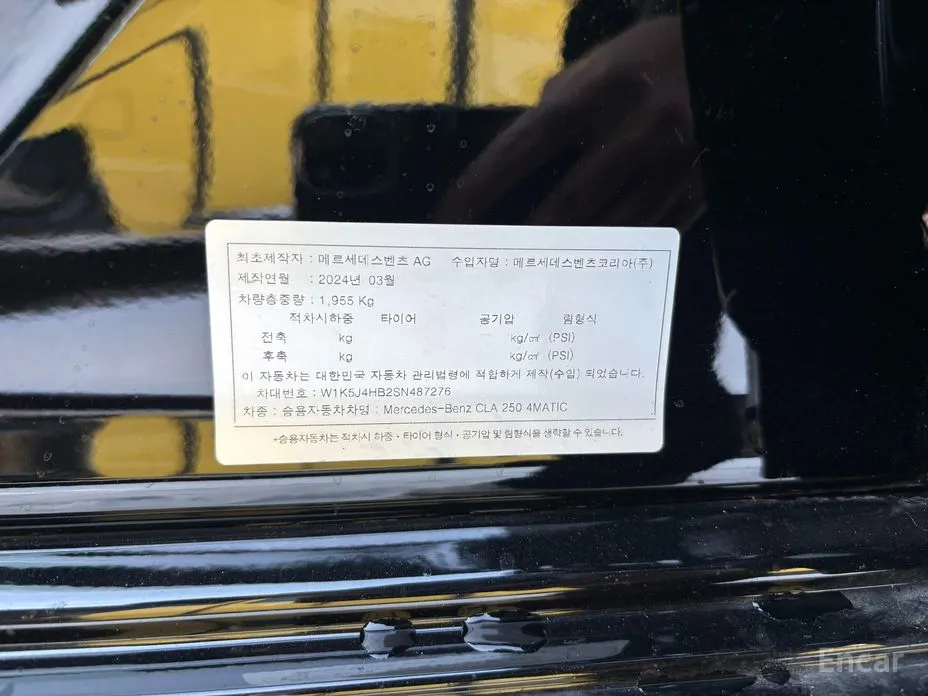 최초제작자 : 메르세데스벤츠 AG 수입자명 : 메르세데스벤츠코리아(주)
제작연월 : 2024년 03월
차량총중량 : 1,955 Kg
적차시하중 타이어 공기압 림형식
전축 kg kg/㎠ (PSI)
후축 kg kg/㎠ (PSI)
이 자동차는 대한민국 자동차 관리법령에 적합하게 제작(수입) 되었습니다.
차대번호 : W1K5J4HB2SN487276
차종 : 승용자동차차명 : Mercedes-Benz CLA 250 4MATIC
*승용자동차는 적차시 하중·타이어 형식·공기압 및 림형식을 생략할 수 있습니다.
Encar